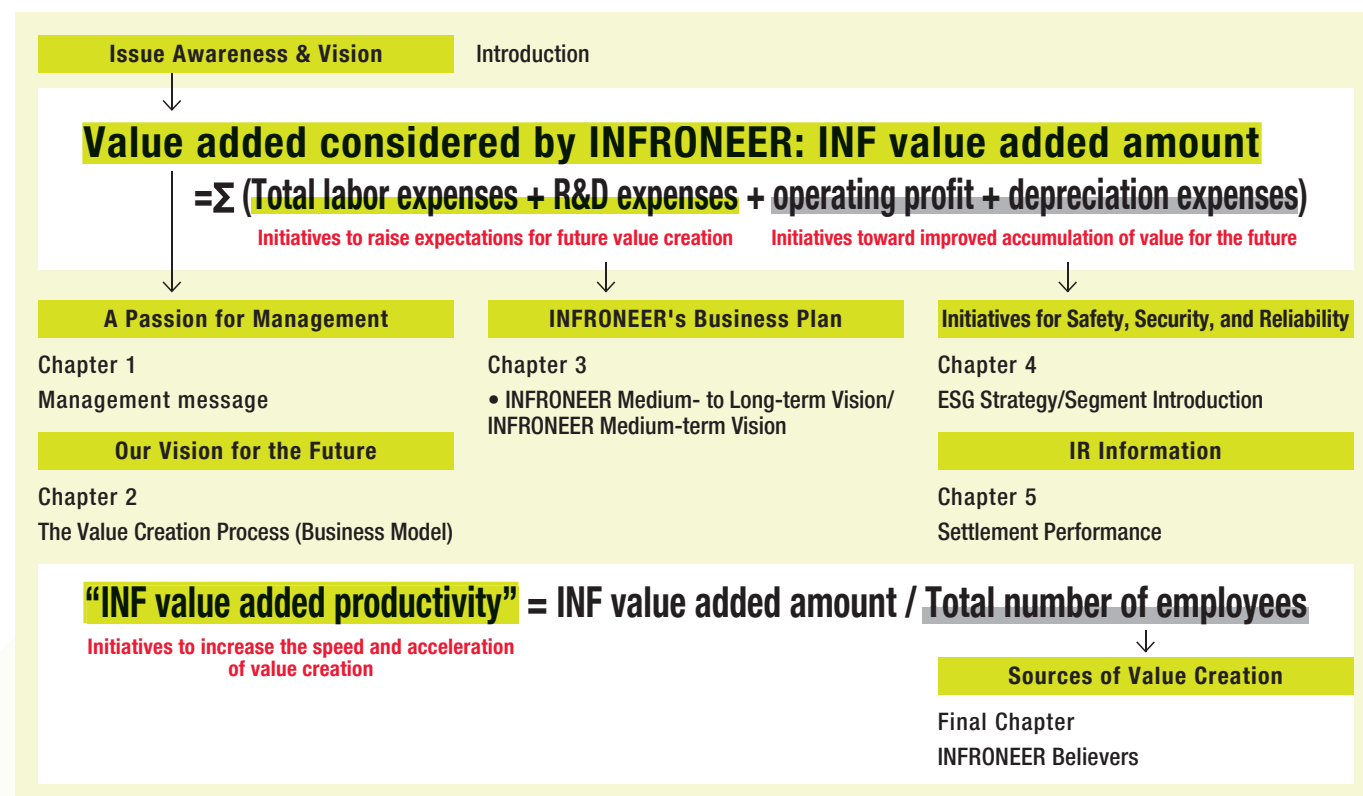 Issue Awareness & Vision
Introduction
Value added considered by INFRONEER: INF value added amount
=Σ (Total labor expenses + R&D expenses + operating profit + depreciation expenses)
Initiatives to raise expectations for future value creation
Initiatives toward improved accumulation of value for the future
A Passion for Management
Chapter 1
Management message
Our Vision for the Future
Chapter 2
The Value Creation Process (Business Model)
INFRONEER's Business Plan
Chapter 3
• INFRONEER Medium- to Long-term Vision/
INFRONEER Medium-term Vision
Initiatives for Safety, Security, and Reliability
Chapter 4
ESG Strategy/Segment Introduction
IR Information
Chapter 5
Settlement Performance
“INF value added productivity” = INF value added amount / Total number of employees
Initiatives to increase the speed and acceleration
of value creation
Sources of Value Creation
Final Chapter
INFRONEER Believers